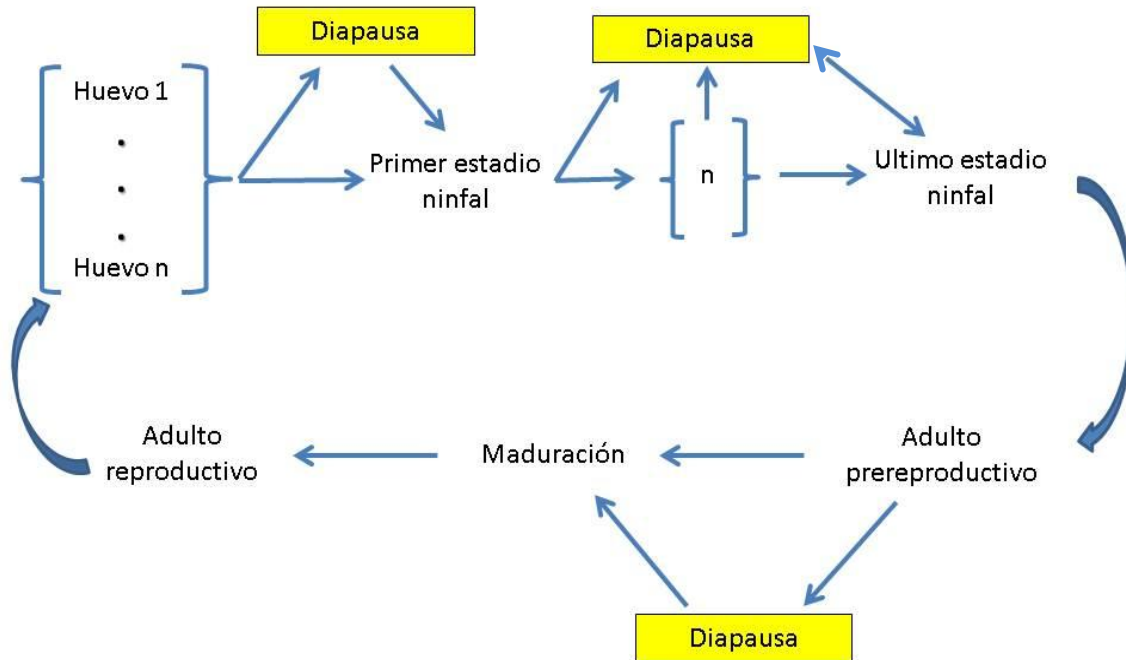 Diapausa
Diapausa
Huevo 1
Huevo n
Primer estadio
ninfal
n
Ultimo estadio
ninfal
Adulto
reproductivo
Maduración
Adulto
prereproductivo
Diapausa